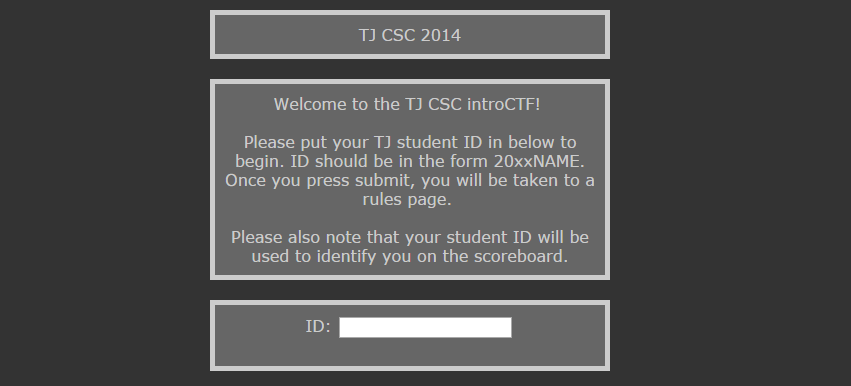 TJ CSC 2014
Welcome to the TJ CSC introCTF!
Please put your TJ student ID in below to
begin. ID should be in the form 20xxNAME.
Once you press submit, you will be taken to a
rules page.
Please also note that your student ID will be
used to identify you on the scoreboard.
ID: